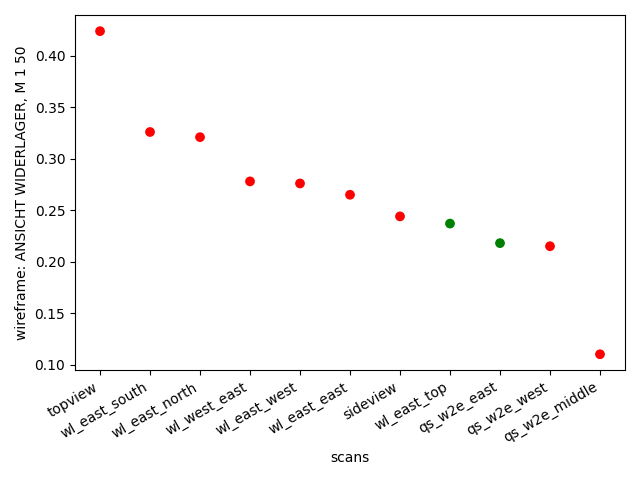 wireframe: ANSICHT WIDERLAGER, M 1 50
0.40
0.35
0.30
0.25
0.20
0.15
0.10
topview
wl_east_south
wl_east_north
wl_west_east
wl_east_west
wl_east_east
sideview
wl_east_top
qs_w2e_east
qs_w2e_west
qs_w2e_middle
scans